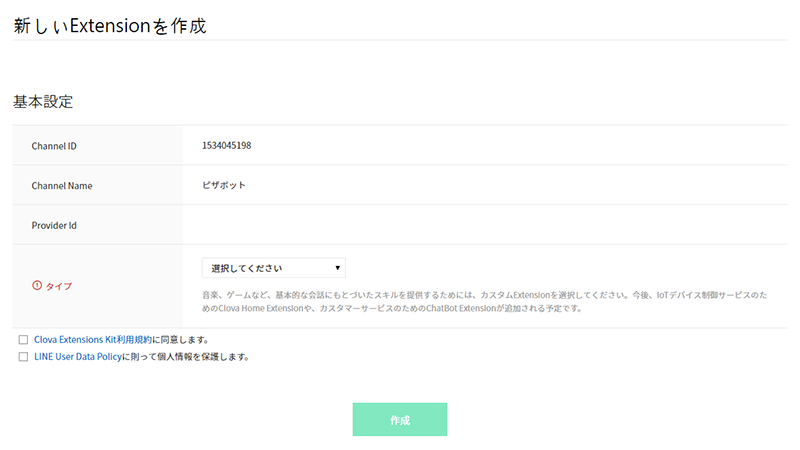 新しいExtensionを作成
基本設定
Channel ID
1534045198
Channel Name
ピザボット
Provider Id
タイプ
選択してください
音楽、ゲームなど、基本的な会話にもとづいたスキルを提供するためには、カスタムExtensionを選択してください。今後、IoTデバイス制御サービスのた
めのClova Home Extensionや、カスタマーサービスのためのChatBot Extensionが追加される予定です。
Clova Extensions Kit利用規約に同意します。
LINE User Data Policyに則って個人情報を保護します。
作成